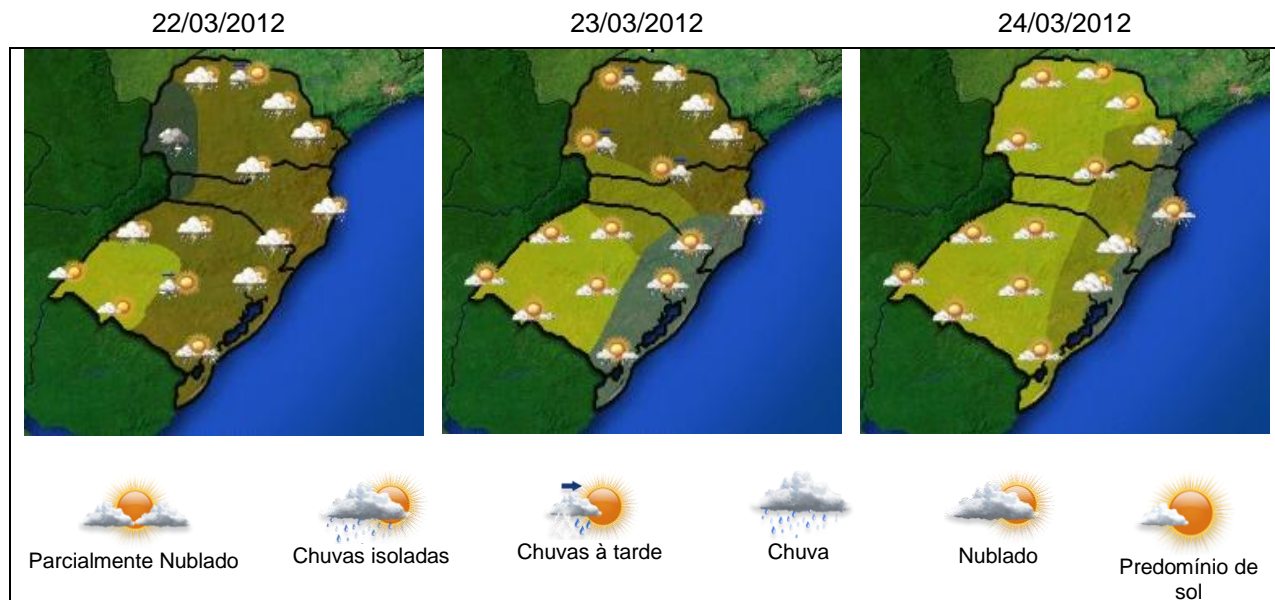 22/03/2012
23/03/2012
24/03/2012
Parcialmente Nublado
Chuvas isoladas
Chuvas à tarde
Chuva
Nublado
Predomínio de
sol